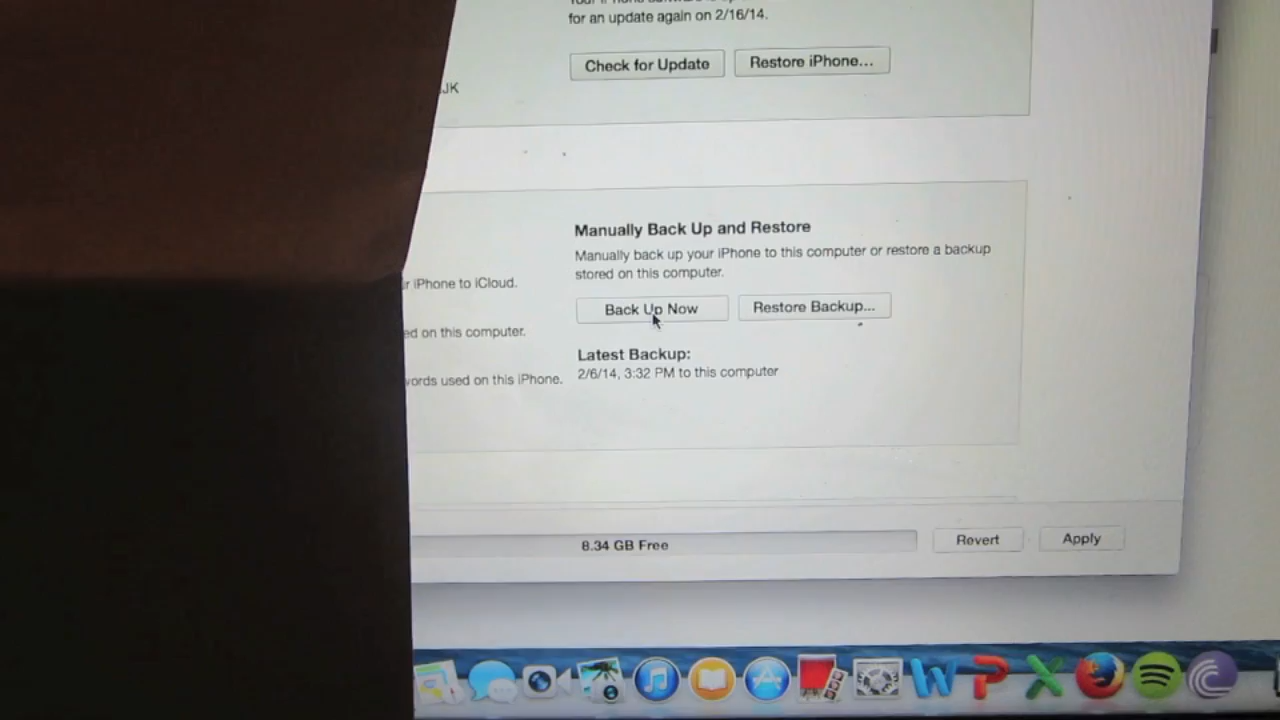 for an update again on 2/16/14.
Check for Update
Restore iPhone...
JK
Manually Back Up and Restore
Manually back up your iPhone to this computer or restore a backup
stored on this computer.
iPhone to iCloud.
Back Up Now
Restore Backup...
on this computer.
Latest Backup:
2/6/14, 3:32 PM to this computer
used on this iPhone.
8.34 GB Free
Revert
Apply